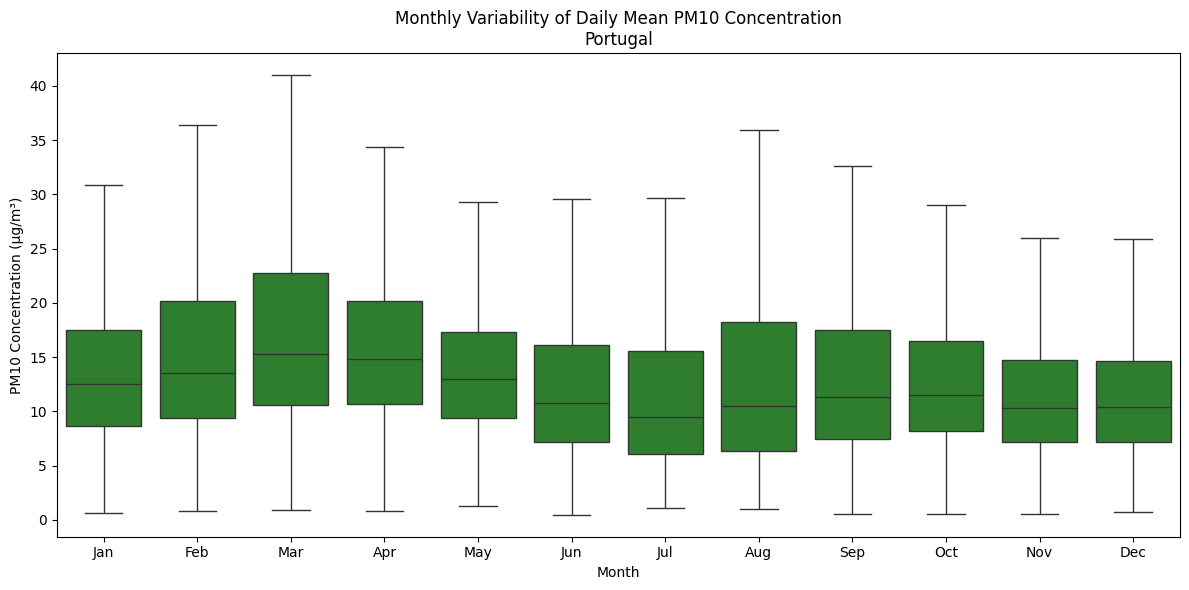 Monthly Variability of Daily Mean PM10 Concentration
Portugal
PM10 Concentration (µg/m³)
40
35
30
25
20
15
10
5
0
Jan Feb Mar Apr May Jun Jul Aug Sep Oct Nov Dec
Month